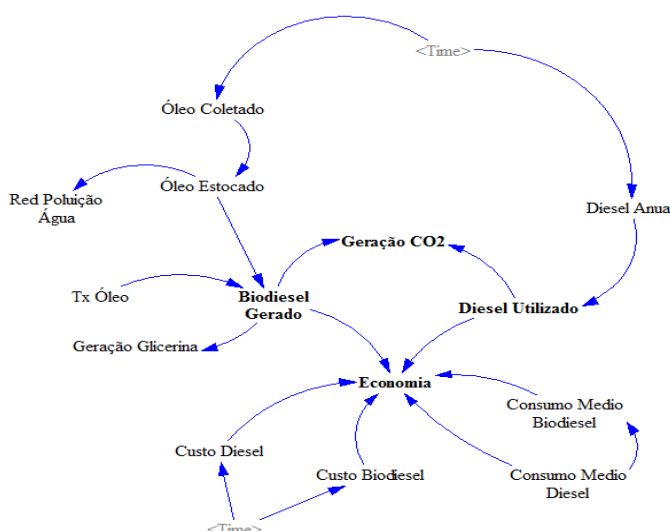 <Time>
Óleo Coletado
Óleo Estocado
Red Poluição
Água
Diesel Anua
Geração CO2
Tx Óleo
Biodiesel
Gerado
Diesel Utilizado
Geração Glicerina
Economia
Consumo Medio
Biodiesel
Custo Diesel
Custo Biodiesel
Consumo Medio
Diesel
<Time>